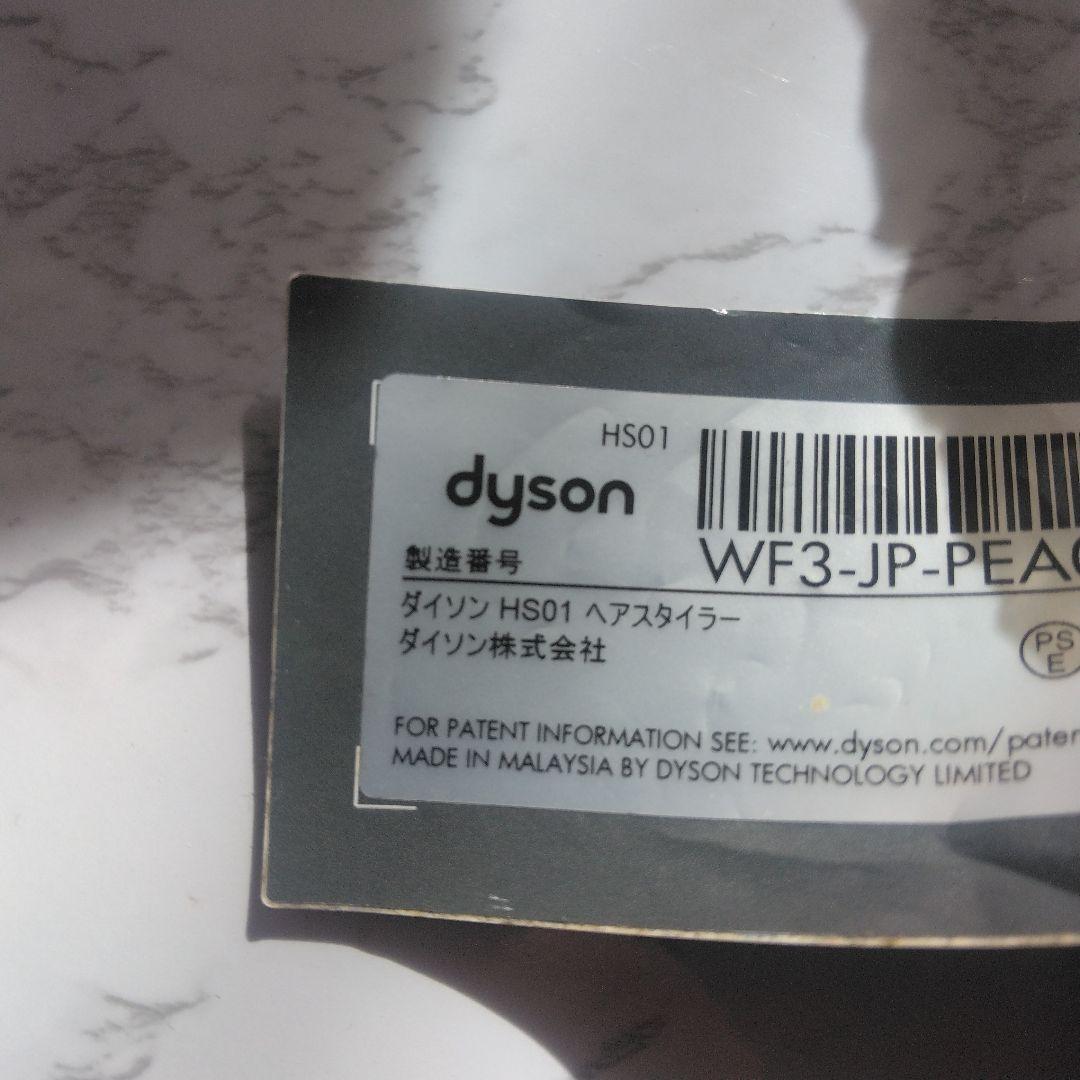 HS01
dyson
製造番号
WF3-JP-PEA
ダイソン HS01 ヘアスタイラー
ダイソン株式会社
PS
E
FOR PATENT INFORMATION SEE: www.dyson.com/paten
MADE IN MALAYSIA BY DYSON TECHNOLOGY LIMITED